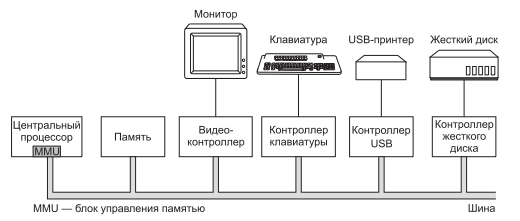 Монитор
Клавиатура
USB-принтер
Жесткий диск
Центральный
процессор
MMU
Память
Видео-
контроллер
Контроллер
клавиатуры
Контроллер
USB
Контроллер
жесткого
диска
MMU — блок управления памятью
Шина